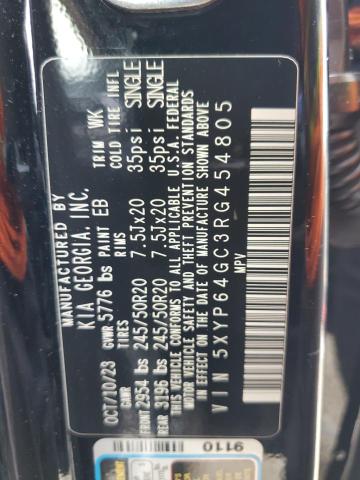 MANUFACTURED BY
KIA GEORGIA, INC.
OCT/10/23 GVWR 5776 lbs PAINT EB TRIM WK
GAWR TIRES RIMS COLD TIRE INFL
FRONT 2954 lbs 245/50R20 7.5Jx20 35psi SINGLE
REAR 3196 lbs 245/50R20 7.5Jx20 35psi SINGLE
THIS VEHICLE CONFORMS TO ALL APPLICABLE U.S.A. FEDERAL
MOTOR VEHICLE SAFETY AND THEFT PREVENTION STANDARDS
IN EFFECT ON THE DATE OF MANUFACTURE SHOWN ABOVE.
VIN 5XYP64GC3RG454805
MPV
9110